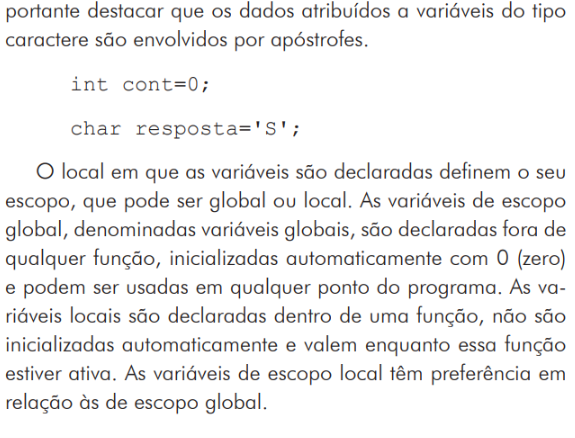 portante destacar que os dados atribuídos a variáveis do tipo
caractere são envolvidos por apóstrofes.
int cont=0;
char resposta='S';
O local em que as variáveis são declaradas definem o seu
escopo, que pode ser global ou local. As variáveis de escopo
global, denominadas variáveis globais, são declaradas fora de
qualquer função, inicializadas automaticamente com 0 (zero)
e podem ser usadas em qualquer ponto do programa. As va-
riáveis locais são declaradas dentro de uma função, não são
inicializadas automaticamente e valem enquanto essa função
estiver ativa. As variáveis de escopo local têm preferência em
relação às de escopo global.